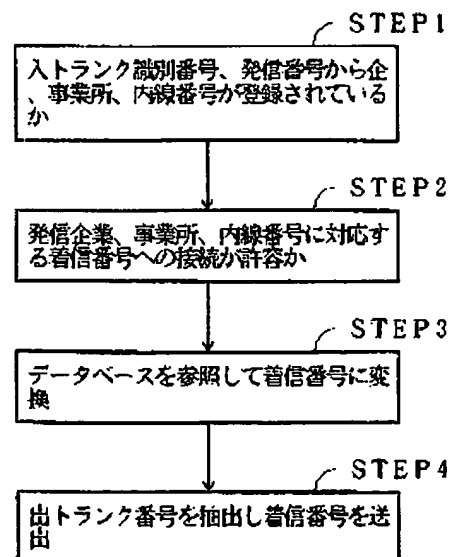 STEP1
入トランク識別番号、発信番号から企
、事業所、内線番号が登録されている
か
STEP2
発信企業、事業所、内線番号に対応す
る着信番号への接続が許容か
STEP3
データベースを参照して着信番号に変
換
STEP4
出トランク番号を抽出し着信番号を送
出